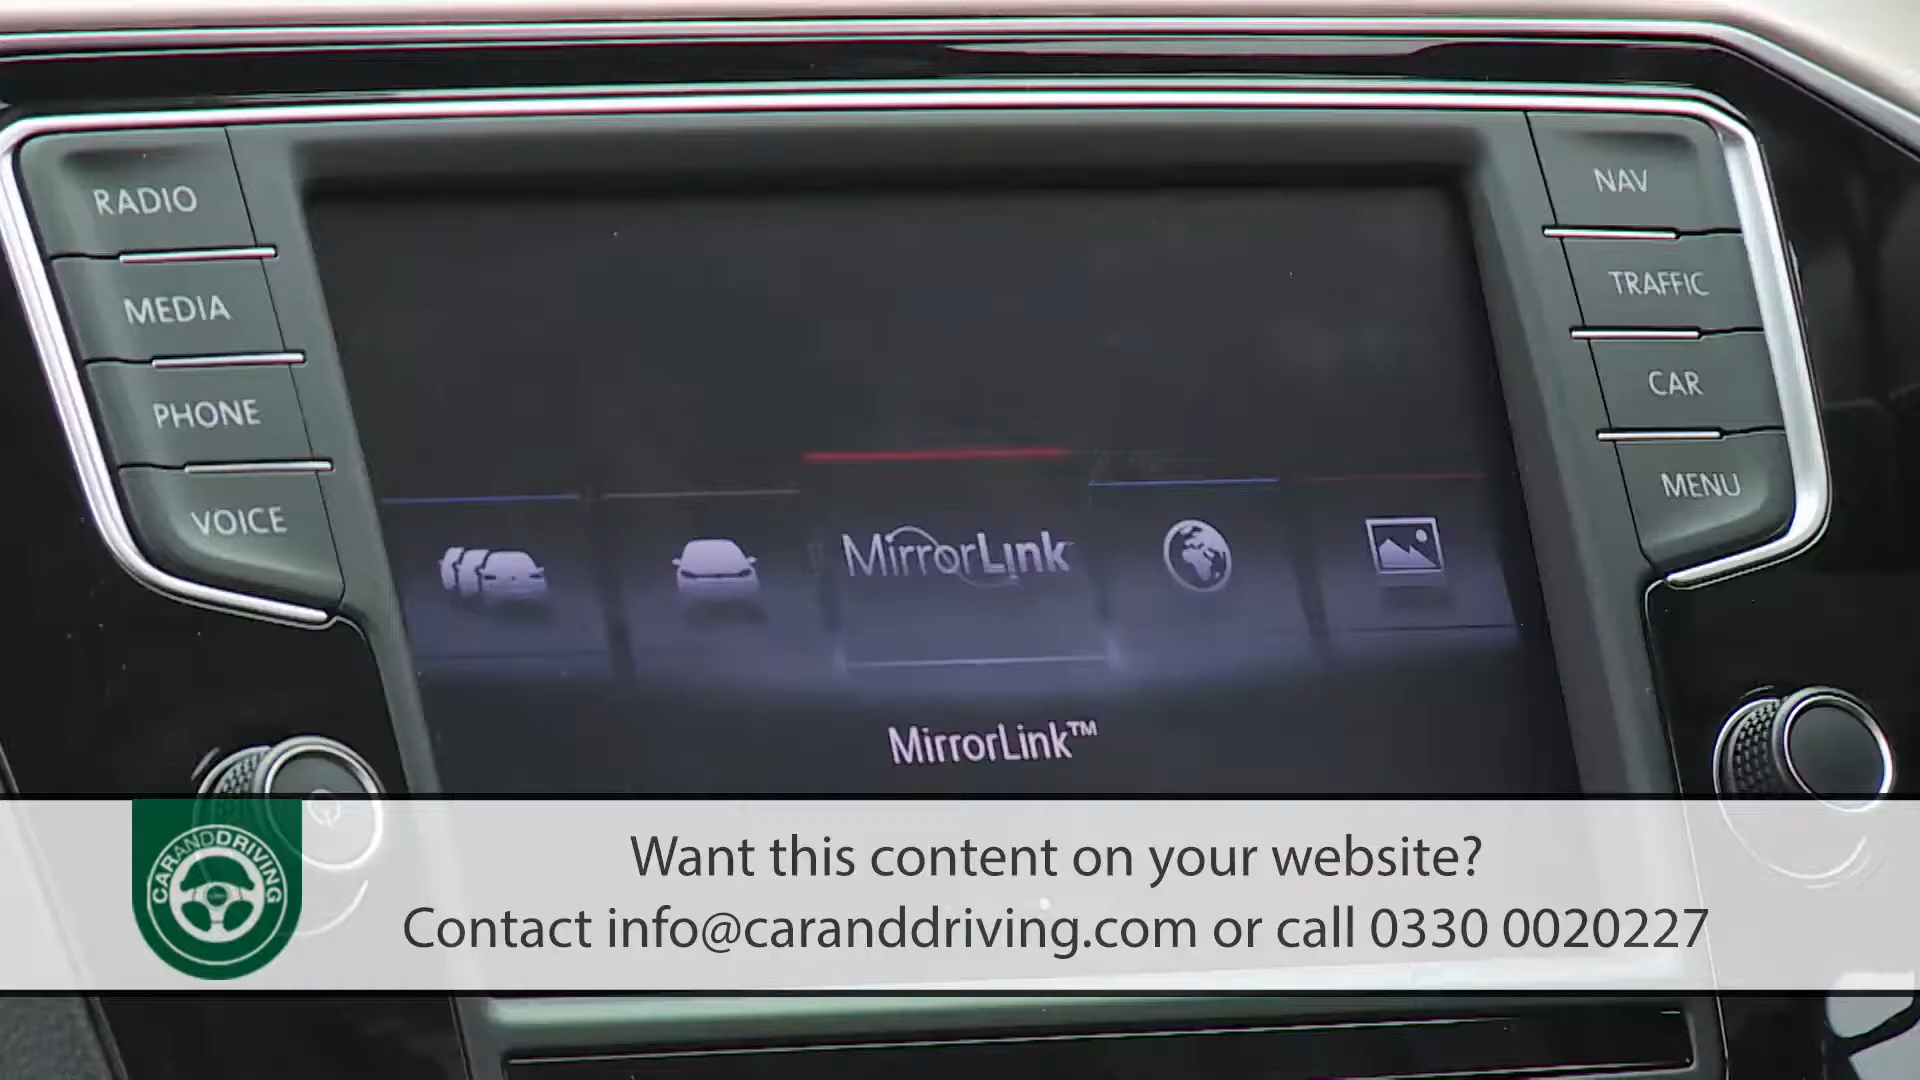 RADIO
MEDIA
PHONE
VOICE
NAV
TRAFFIC
CAR
MENU
MirrorLink
MirrorLink™
CARANDDRIVING
Want this content on your website?
Contact info@caranddriving.com or call 0330 0020227